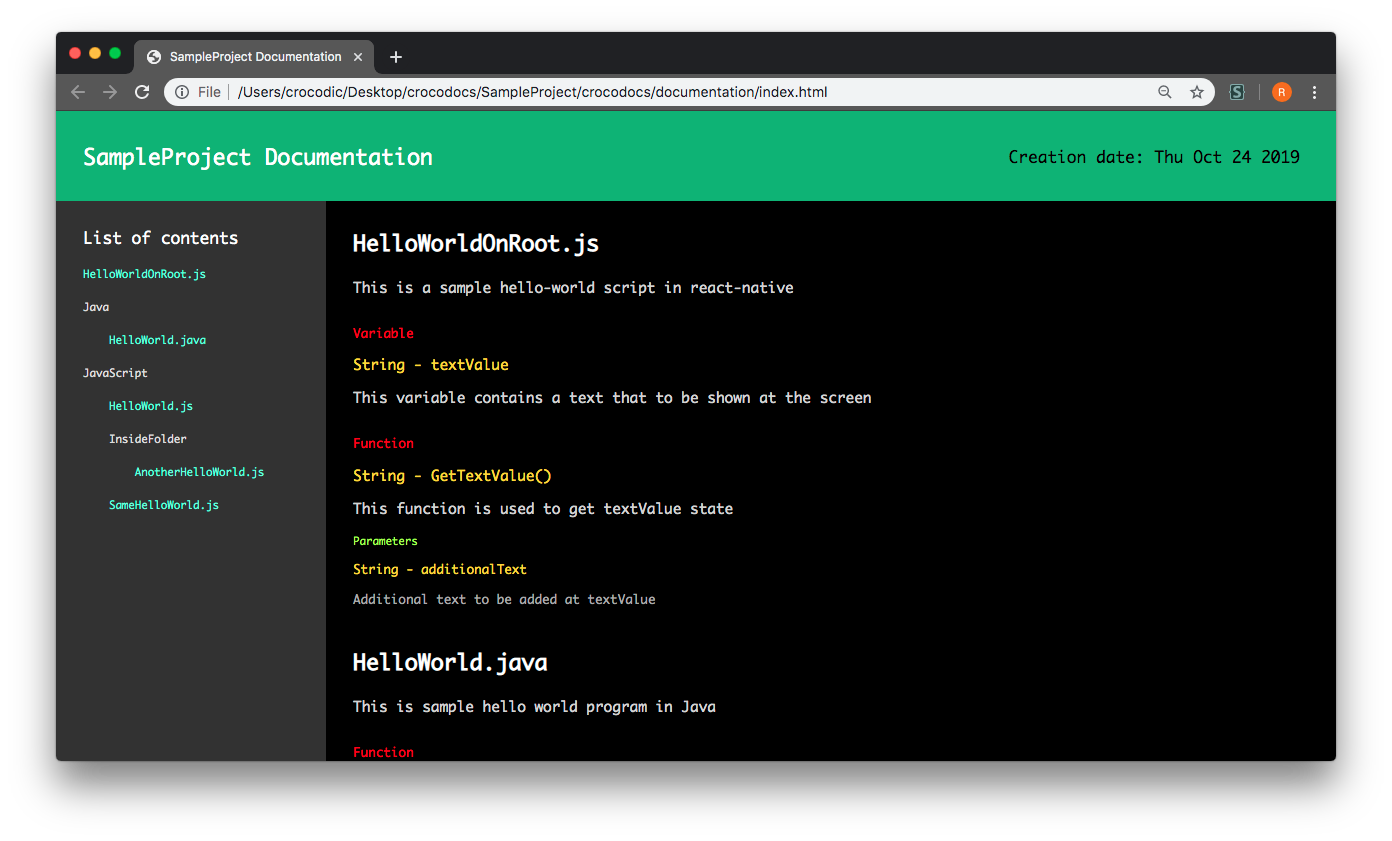 SampleProject Documentation
File
/Users/crocodic/Desktop/crocodocs/SampleProject/crocodocs/documentation/index.html
S
R
SampleProject Documentation
Creation date: Thu Oct 24 2019
List of contents
HelloWorldOnRoot.js
Java
HelloWorld.java
JavaScript
HelloWorld.js
InsideFolder
AnotherHelloWorld.js
SameHelloWorld.js
HelloWorldOnRoot.js
This is a sample hello-world script in react-native
Variable
String - textValue
This variable contains a text that to be shown at the screen
Function
String - GetTextValue()
This function is used to get textValue state
Parameters
String - additionalText
Additional text to be added at textValue
HelloWorld.java
This is sample hello world program in Java
Function